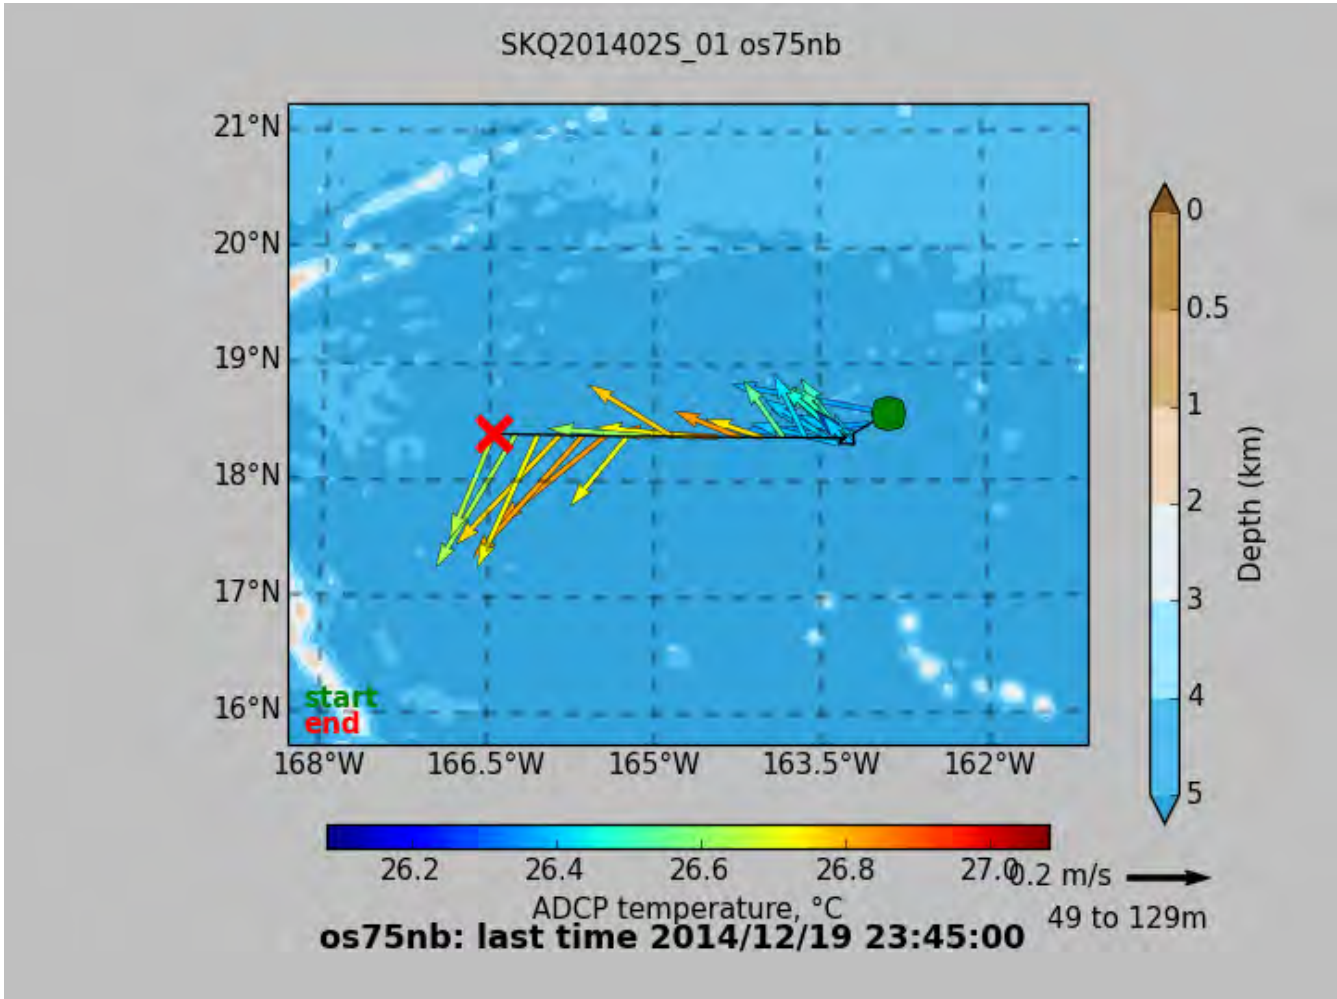 SKQ201402S_01 os75nb
21°N
20°N
19°N
18°N
17°N
16°N
start
end
168°W 166.5°W 165°W 163.5°W 162°W
0
0.5
1
2
3
4
5
Depth (km)
26.2 26.4 26.6 26.8 27.0
0.2 m/s
ADCP temperature, °C
49 to 129m
os75nb: last time 2014/12/19 23:45:00